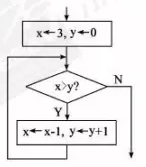 x←3, y←0
x>y?
N
Y
x←x-1, y←y+1